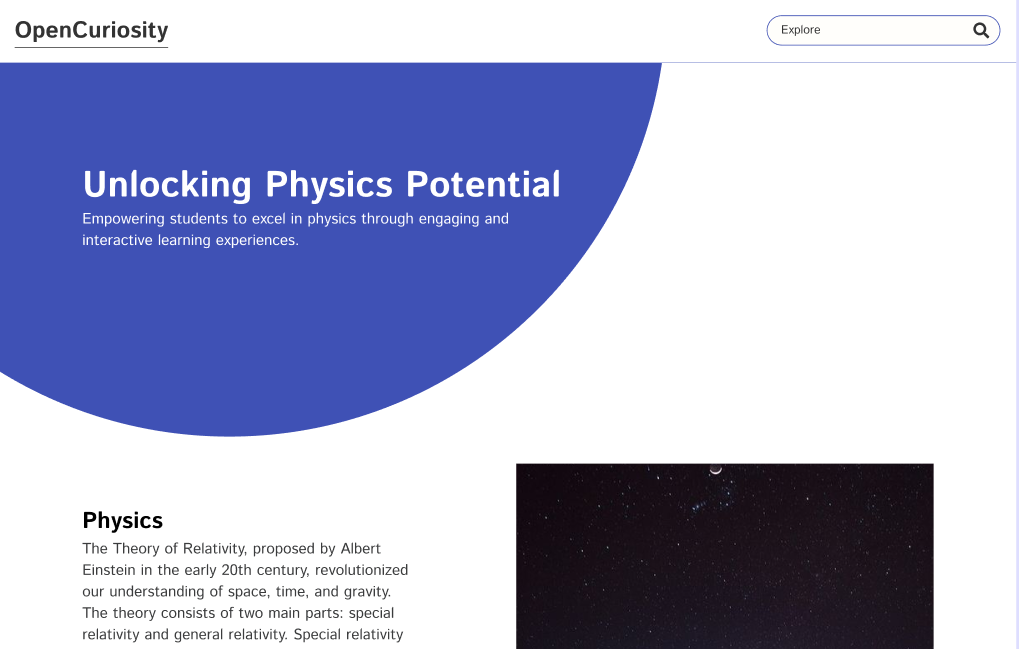 OpenCuriosity
Explore
Unlocking Physics Potential
Empowering students to excel in physics through engaging and
interactive learning experiences.
Physics
The Theory of Relativity, proposed by Albert
Einstein in the early 20th century, revolutionized
our understanding of space, time, and gravity.
The theory consists of two main parts: special
relativity and general relativity. Special relativity